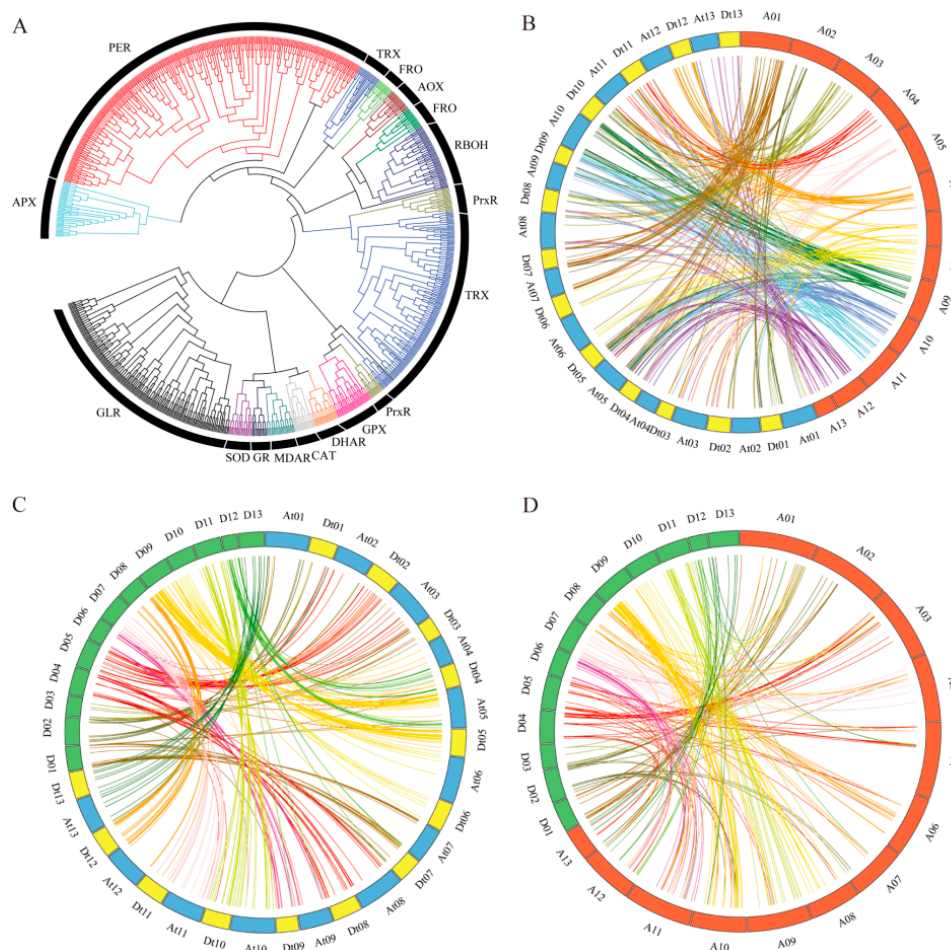 A
PER
TRX
FRO
AOX
FRO
RBOH
PrxR
TRX
PrxR
GPX
DHAR
CAT
MDAR
GR
SOD
GLR
APX
B
A01
A02
A03
A04
A05
A09
A10
A11
A12
A13
At01
Dt01
At02
Dt02
At03
Dt03
At04
Dt04
At05
Dt05
At06
Dt06
At07
Dt07
At08
Dt08
At09
Dt09
At10
Dt10
At11
Dt11
At12
Dt12
At13
Dt13
C
At01
Dt01
At02
Dt02
At03
Dt03
At04
Dt04
At05
Dt05
At06
Dt06
At07
Dt07
At08
Dt08
At09
Dt09
At10
Dt10
At11
Dt11
At12
Dt12
At13
Dt13
D01
D02
D03
D04
D05
D06
D07
D08
D09
D10
D11
D12
D13
D
A01
A02
A03
A06
A07
A08
A09
A10
A11
A12
A13
D01
D02
D03
D04
D05
D06
D07
D08
D09
D10
D11
D12
D13